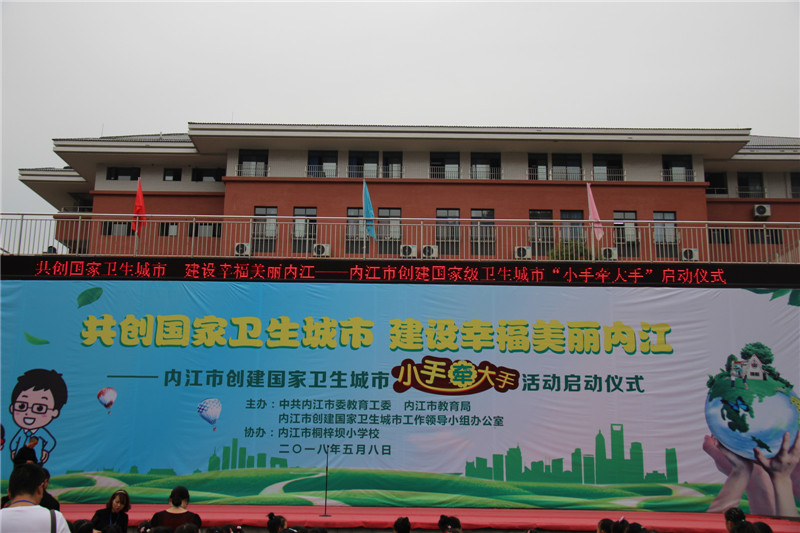 共创国家卫生城市 建设幸福美丽内江——内江市创建国家级卫生城市“小手牵大手”启动仪式
共创国家卫生城市 建设幸福美丽内江
——内江市创建国家卫生城市小手牵大手活动启动仪式
主办：中共内江市委教育工委 内江市教育局
内江市创建国家卫生城市工作领导小组办公室
协办：内江市桐梓坝小学校
二〇一八年五月八日